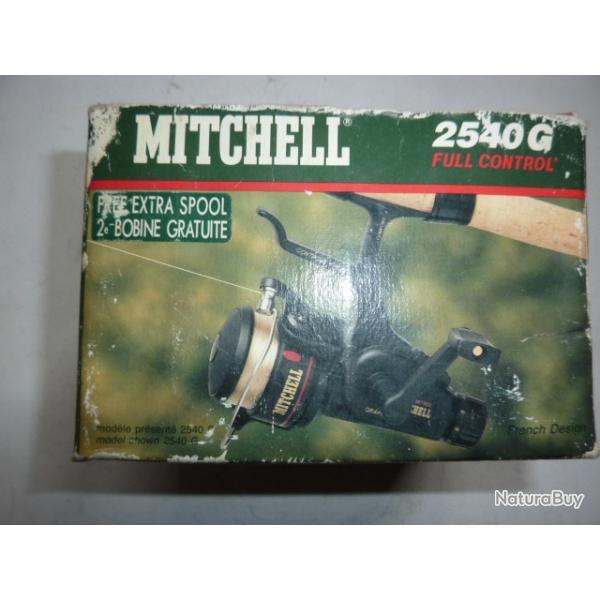 MITCHELL®
2540 G
FULL CONTROL
FREE EXTRA SPOOL
2e BOBINE GRATUITE
MITCHELL
modèle présenté 2540 G
model shown 2540 G
French Design
NaturaBuy